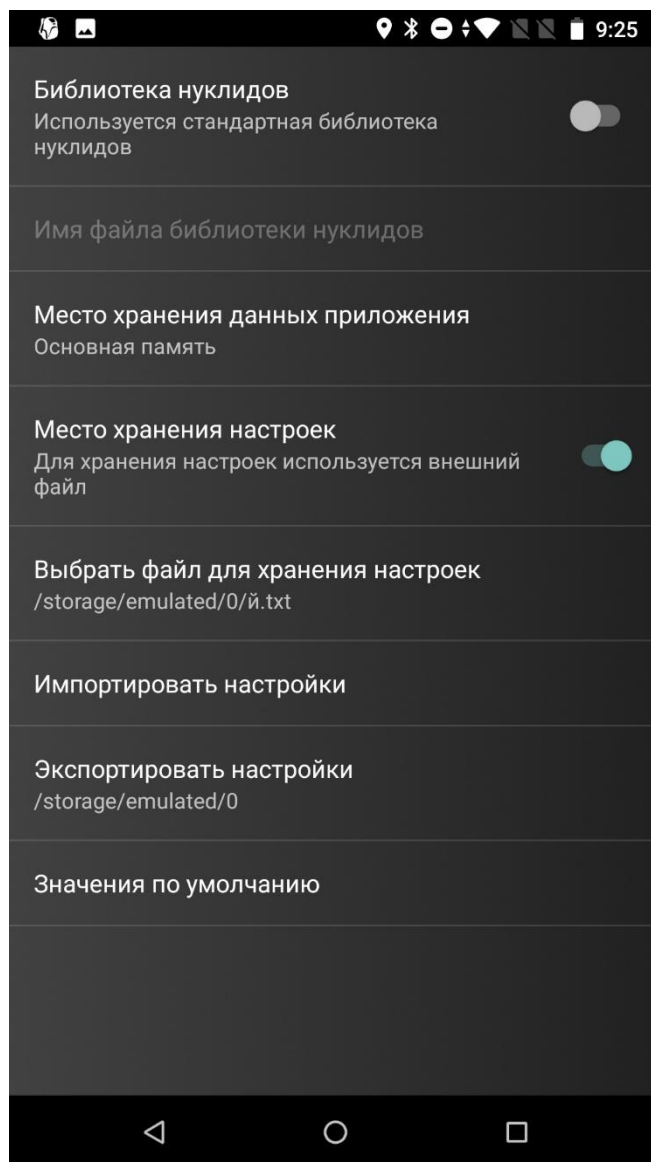 9:25
Библиотека нуклидов
Используется стандартная библиотека
нуклидов
Имя файла библиотеки нуклидов
Место хранения данных приложения
Основная память
Место хранения настроек
Для хранения настроек используется внешний
файл
Выбрать файл для хранения настроек
/storage/emulated/0/й.txt
Импортировать настройки
Экспортировать настройки
/storage/emulated/0
Значения по умолчанию